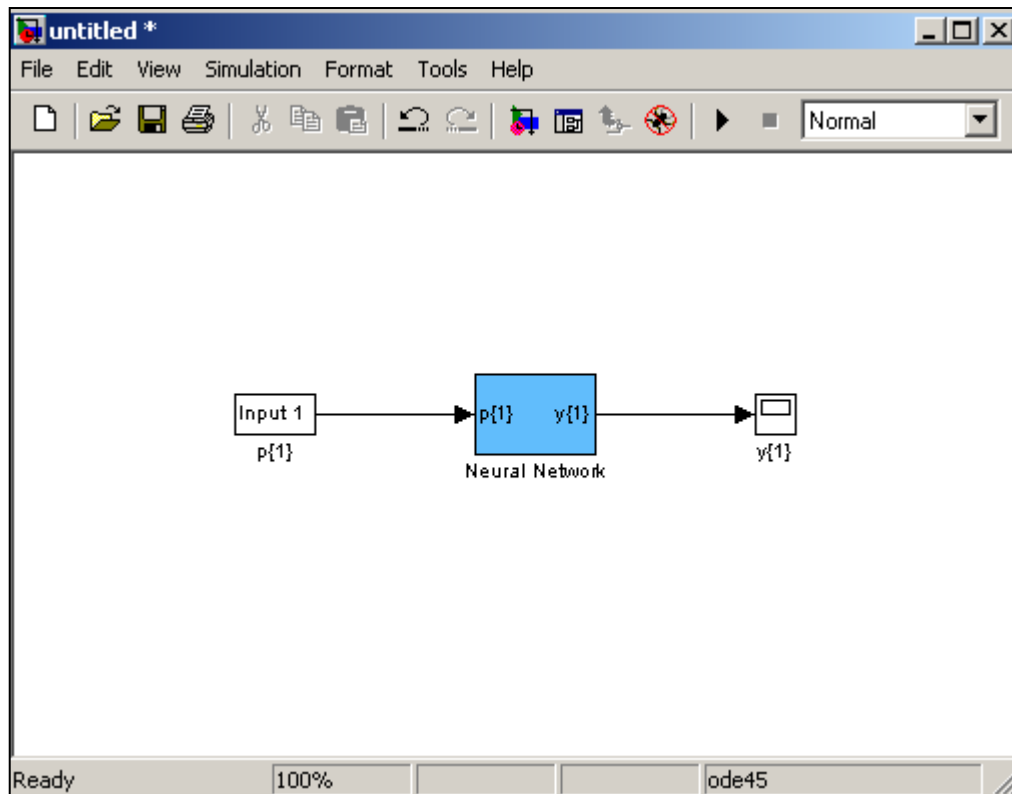 untitled *
File Edit View Simulation Format Tools Help
Normal
Input 1
p{1}
p{1} y{1}
Neural Network
y{1}
Ready 100% ode45